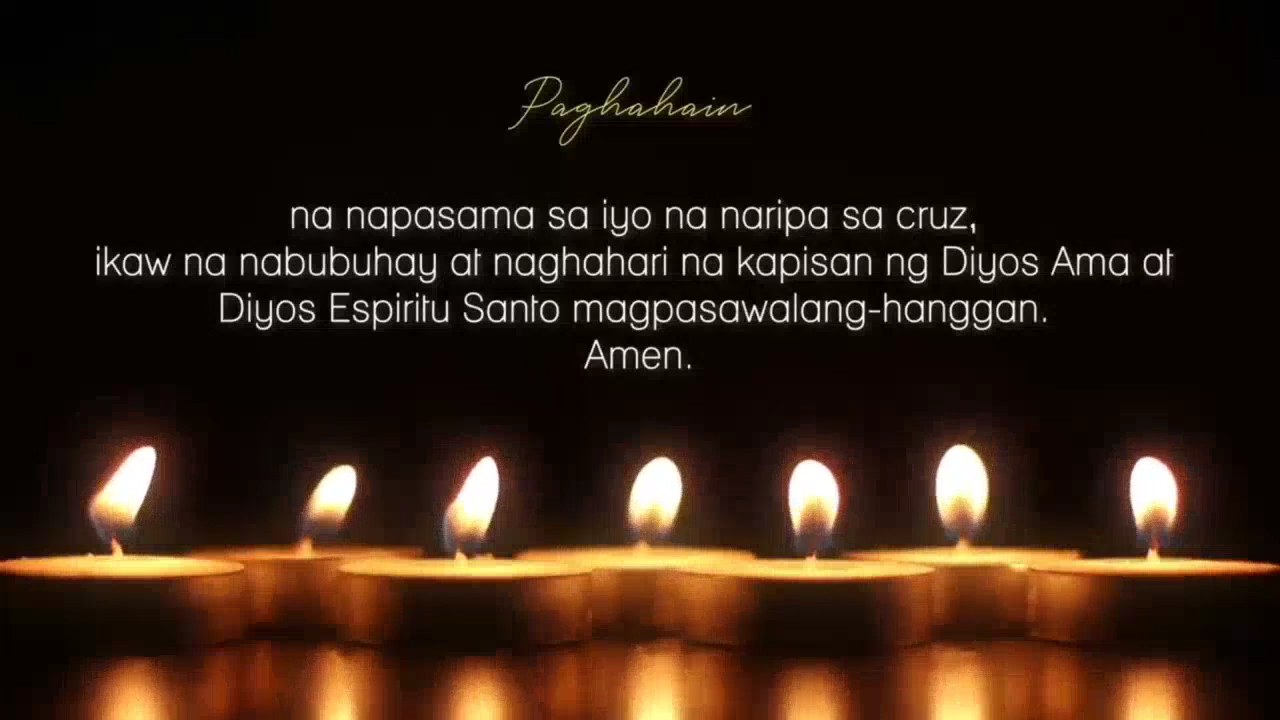 Paghahain
na napasama sa iyo na naripa sa cruz,
ikaw na nabubuhay at naghahari na kapisan ng Diyos Ama at
Diyos Espiritu Santo magpasawalang-hanggan.
Amen.